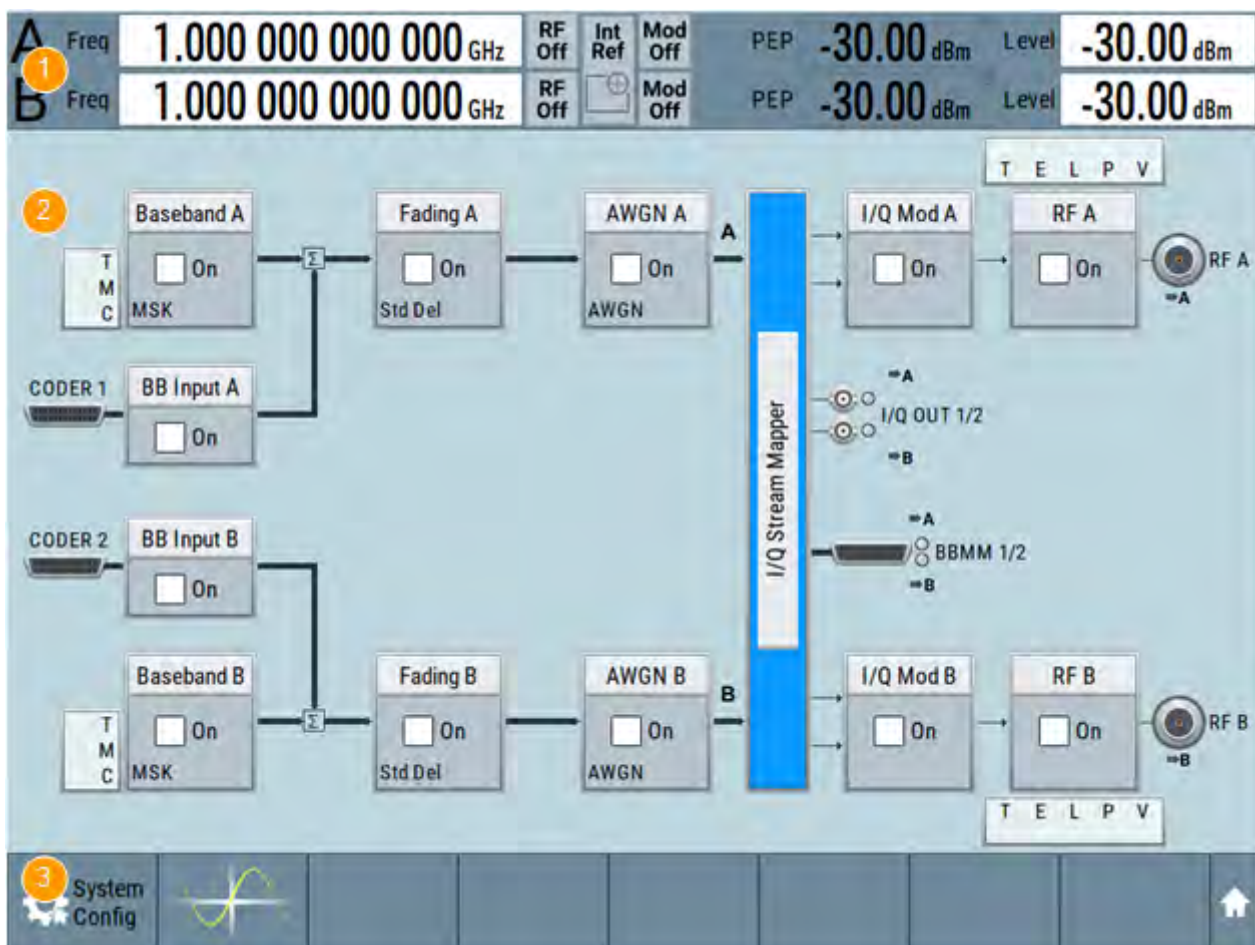 A Freq 1.000 000 000 000 GHz RF Off Int Ref Mod Off PEP -30.00 dBm Level -30.00 dBm
1
B Freq 1.000 000 000 000 GHz RF Off Mod Off PEP -30.00 dBm Level -30.00 dBm
T E L P V
2
Baseband A
On
T
M
C
MSK
Σ
Fading A
On
Std Del
AWGN A
On
AWGN
A
I/Q Mod A
On
RF A
On
RF A
⇒A
CODER 1
BB Input A
On
⇒A
I/Q OUT 1/2
⇒B
I/Q Stream Mapper
CODER 2
BB Input B
On
⇒A
BBMM 1/2
⇒B
Baseband B
On
T
M
C
MSK
Σ
Fading B
On
Std Del
AWGN B
On
AWGN
B
I/Q Mod B
On
RF B
On
RF B
⇒B
T E L P V
3
System
Config